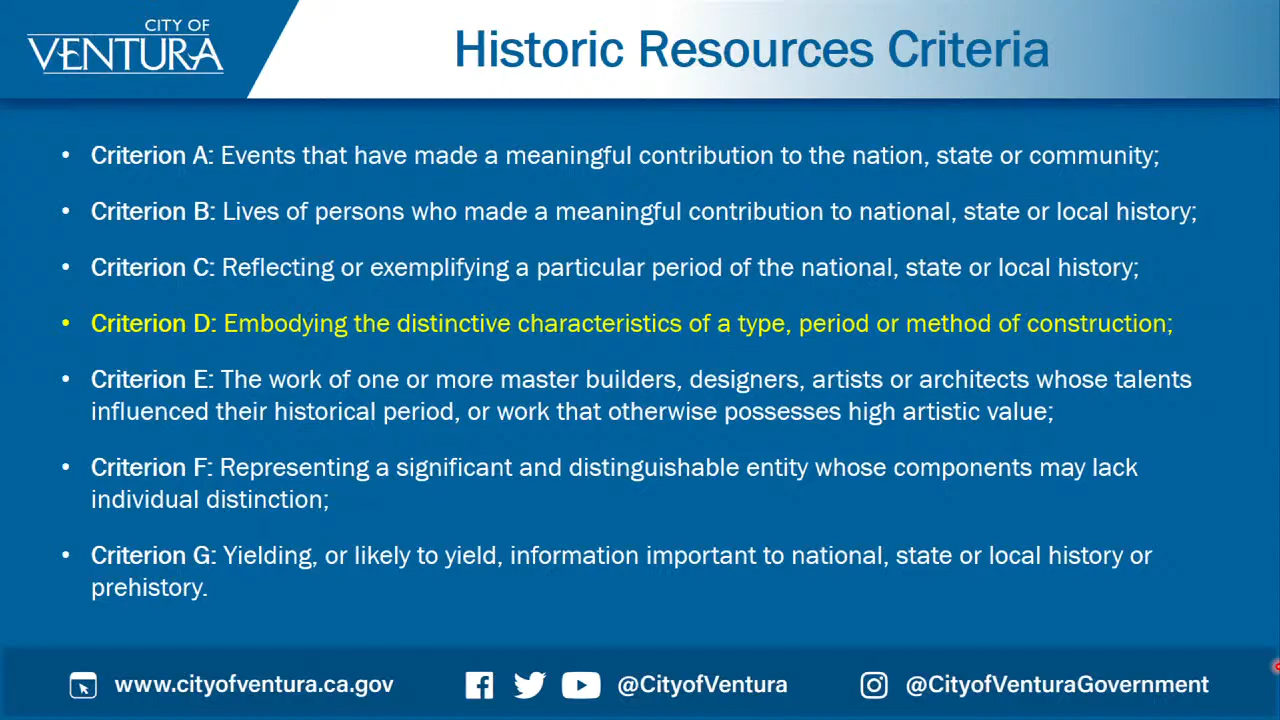 CITY OF
VENTURA
Historic Resources Criteria
• Criterion A: Events that have made a meaningful contribution to the nation, state or community;
• Criterion B: Lives of persons who made a meaningful contribution to national, state or local history;
• Criterion C: Reflecting or exemplifying a particular period of the national, state or local history;
• Criterion D: Embodying the distinctive characteristics of a type, period or method of construction;
• Criterion E: The work of one or more master builders, designers, artists or architects whose talents
influenced their historical period, or work that otherwise possesses high artistic value;
• Criterion F: Representing a significant and distinguishable entity whose components may lack
individual distinction;
• Criterion G: Yielding, or likely to yield, information important to national, state or local history or
prehistory.
www.cityofventura.ca.gov @CityofVentura @CityofVenturaGovernment